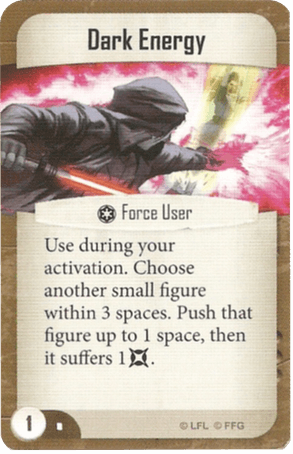 Dark Energy
Force User
Use during your
activation. Choose
another small figure
within 3 spaces. Push that
figure up to 1 space, then
it suffers 1.
1
© LFL © FFG